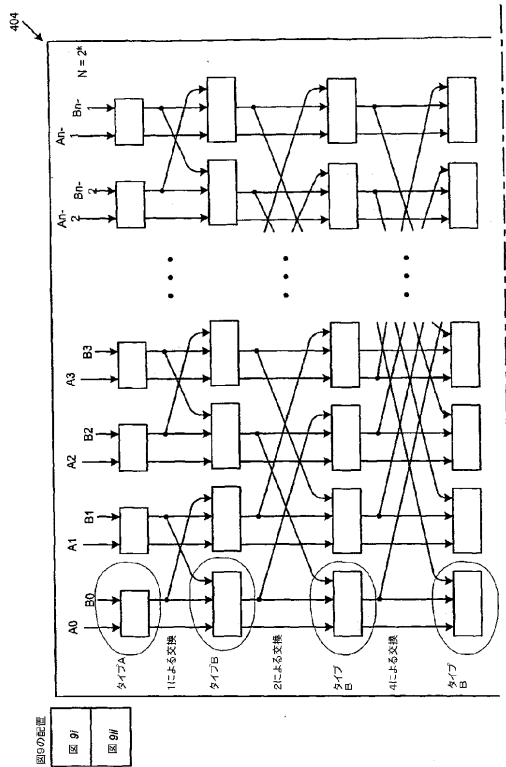 404
N = 2ᵏ
An-1
Bn-1
An-2
Bn-2
A3
B3
A2
B2
A1
B1
A0
B0
タイプA
1による交換
タイプB
2による交換
タイプB
4による交換
タイプB
図9の配置
図 9i
図 9ii